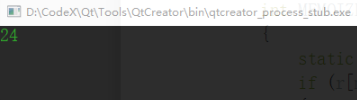 D:\CodeX\Qt\Tools\QtCreator\bin\qtcreator_process_stub.exe
24
{
static
if (r[